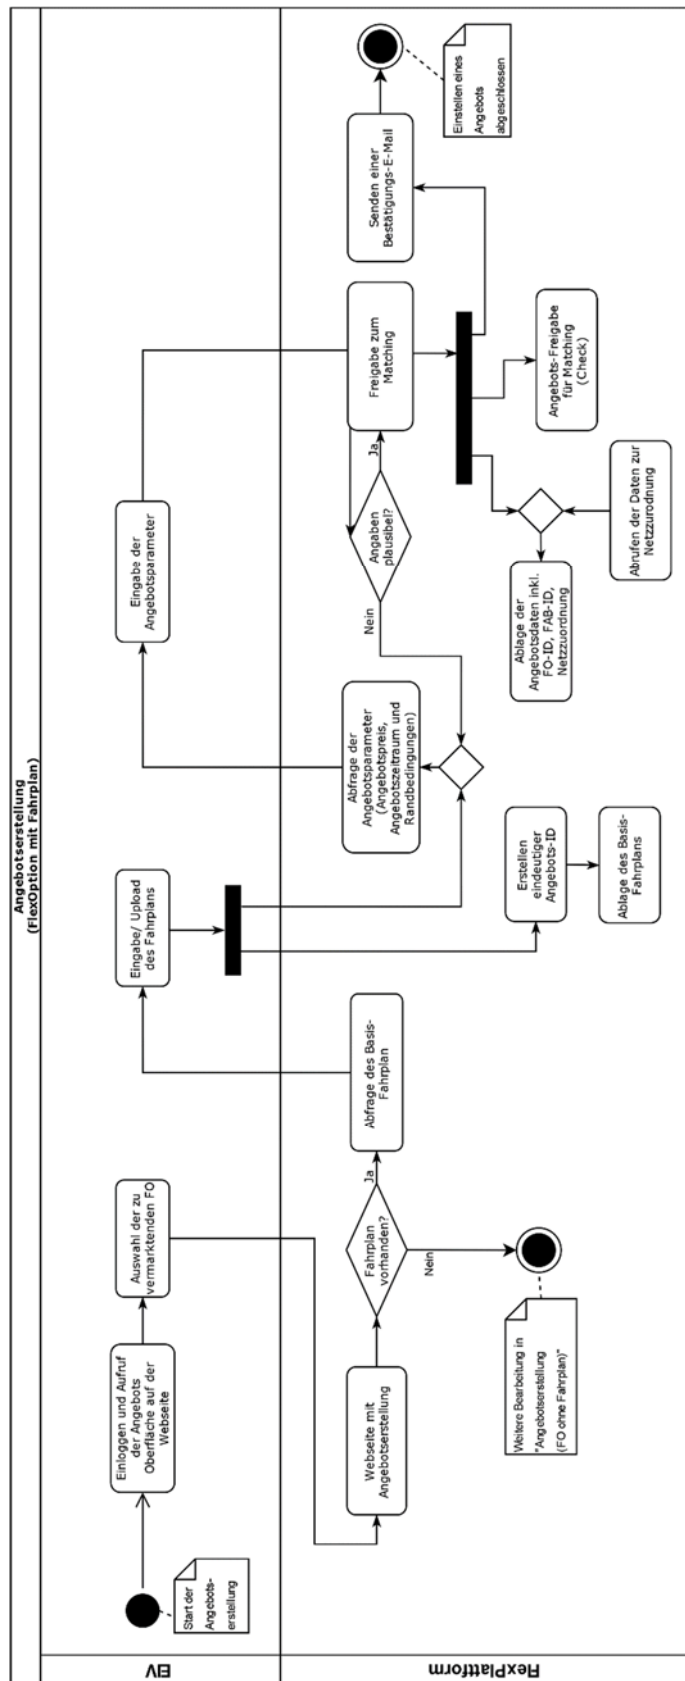 Angebotserstellung
(FlexOption mit Fahrplan)
EIV
Start der
Angebots-
erstellung
Einloggen und Aufruf
der Angebots
Oberfläche auf der
Webseite
Auswahl der zu
vermarktenden FO
Eingabe/ Upload
des Fahrplans
Eingabe der
Angebotsparameter
FlexPlattform
Webseite mit
Angebotserstellung
Fahrplan
vorhanden?
Ja
Nein
Weitere Bearbeitung in
"Angebotserstellung
(FO ohne Fahrplan)"
Abfrage des Basis-
Fahrplan
Erstellen
eindeutiger
Angebots-ID
Ablage des Basis-
Fahrplans
Abfrage der
Angebotsparameter
(Angebotspreis,
Angebotszeitraum und
Randbedingungen)
Nein
Angaben
plausibel?
Ja
Freigabe zum
Matching
Ablage der
Angebotsdaten inkl.
FO-ID, FAB-ID,
Netzzuordnung
Abrufen der Daten zur
Netzzurodnung
Angebots-Freigabe
für Matching
(Check)
Senden einer
Bestätigungs-E-Mail
Einstellen eines
Angebots
abgeschlossen